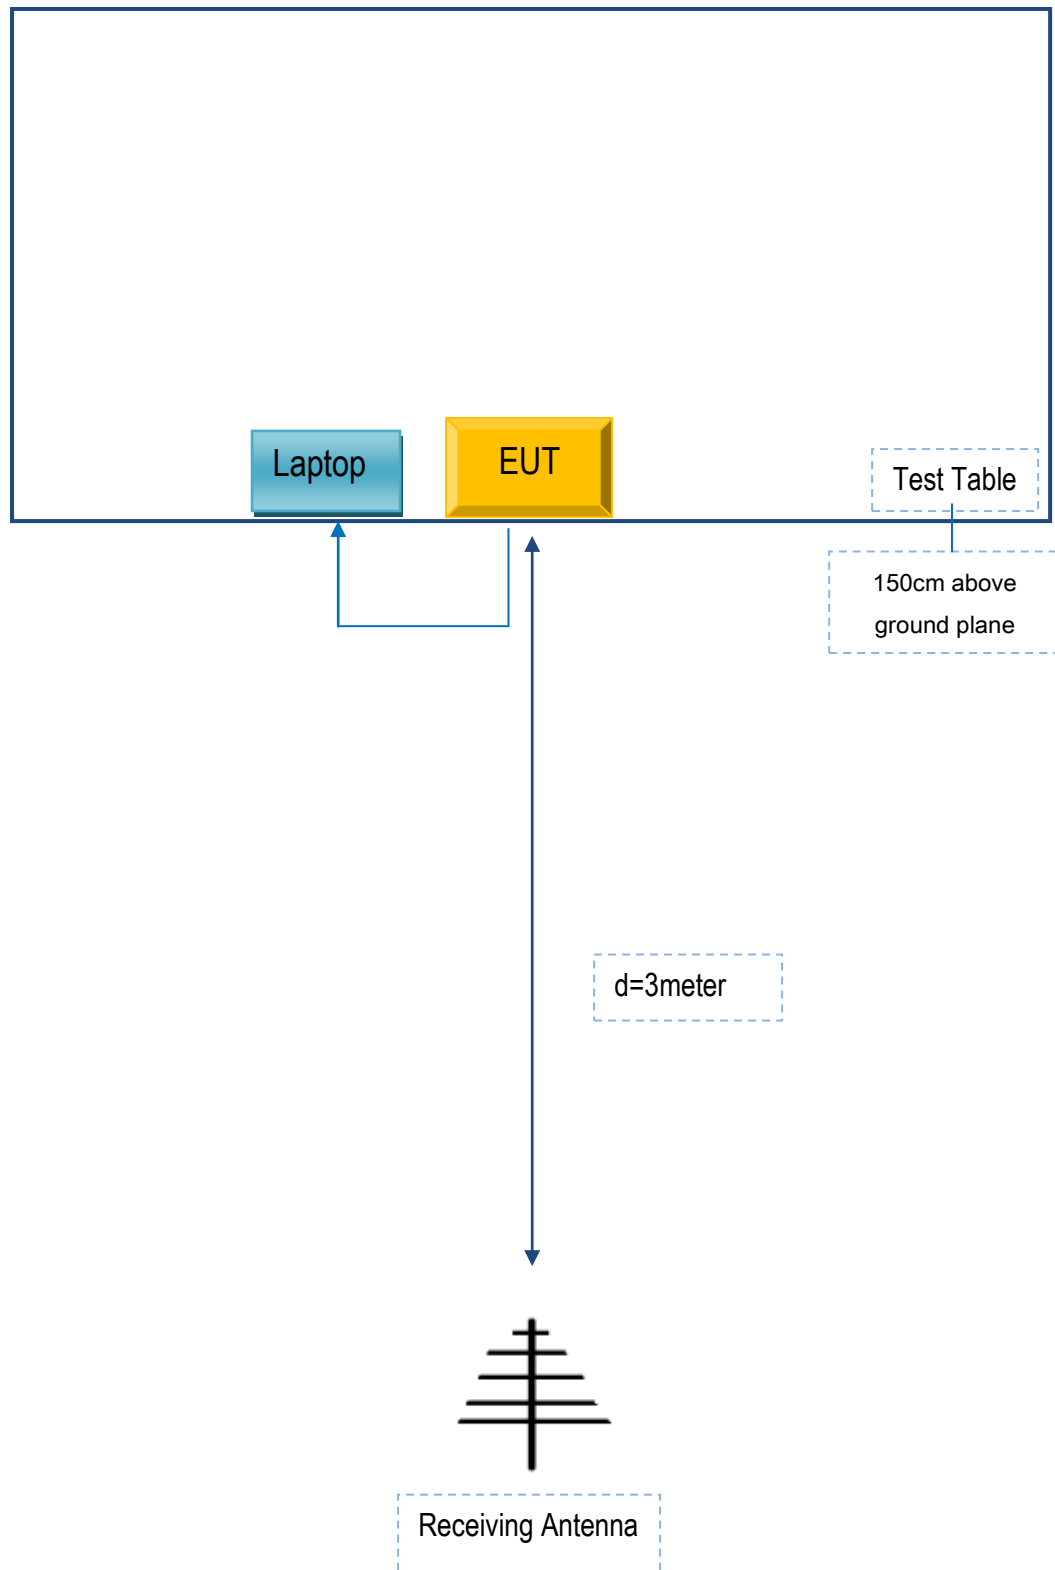 Laptop
EUT
Test Table
150cm above
ground plane
d=3meter
Receiving Antenna